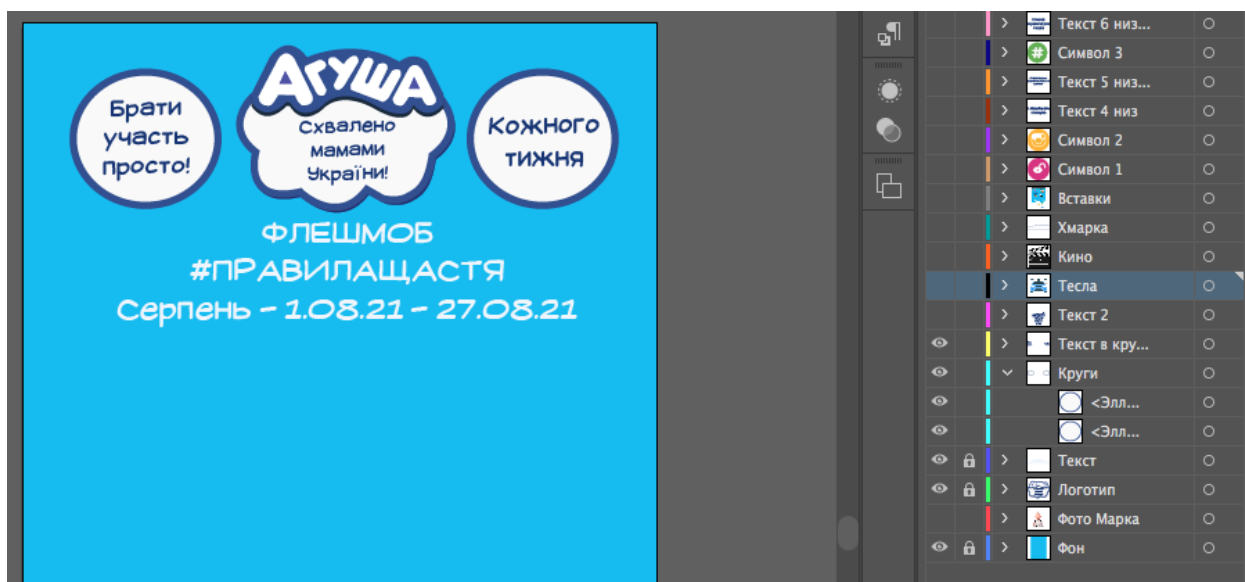 Брати
участь
просто!
АГУША
Схвалено
мамами
України!
Кожного
тижня
ФЛЕШМОБ
#ПРАВИЛАЩАСТЯ
Серпень - 1.08.21 - 27.08.21
Текст 6 низ...
Символ 3
Текст 5 низ...
Текст 4 низ
Символ 2
Символ 1
Вставки
Хмарка
Кино
Тесла
Текст 2
Текст в кру...
Круги
<Элл...
<Элл...
Текст
Логотип
Фото Марка
Фон